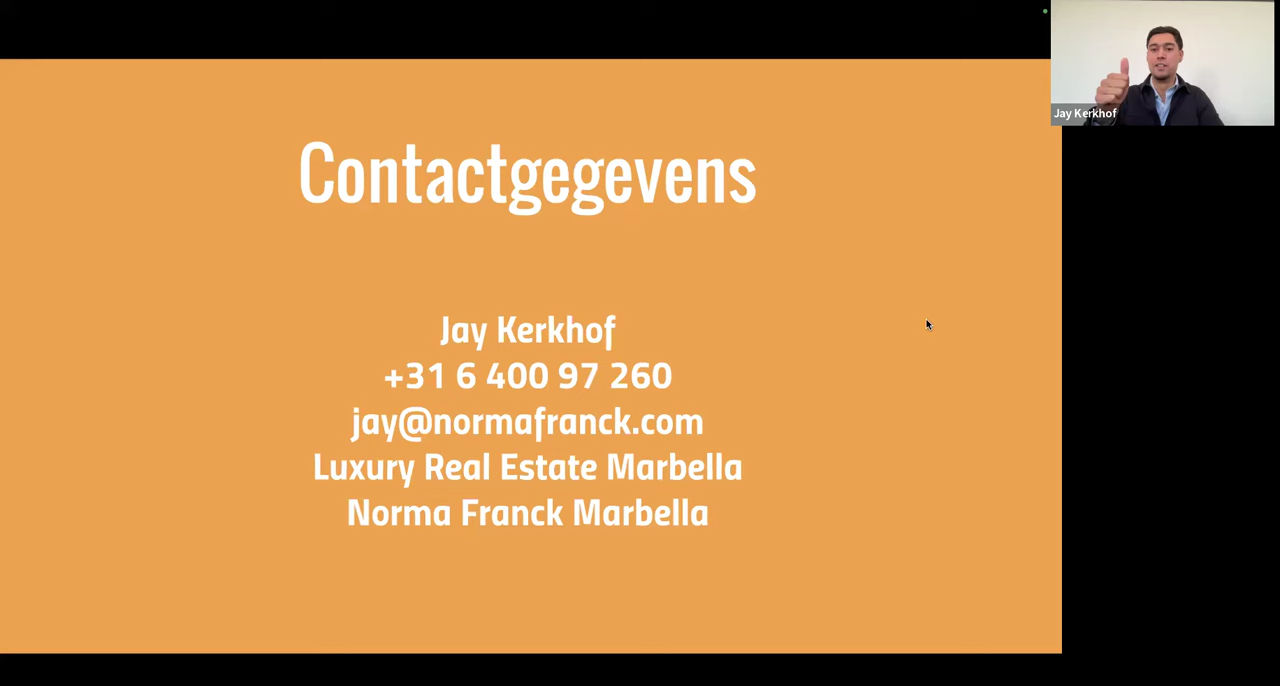 Contactgegevens
Jay Kerkhof
+31 6 400 97 260
jay@normafranck.com
Luxury Real Estate Marbella
Norma Franck Marbella
Jay Kerkhof